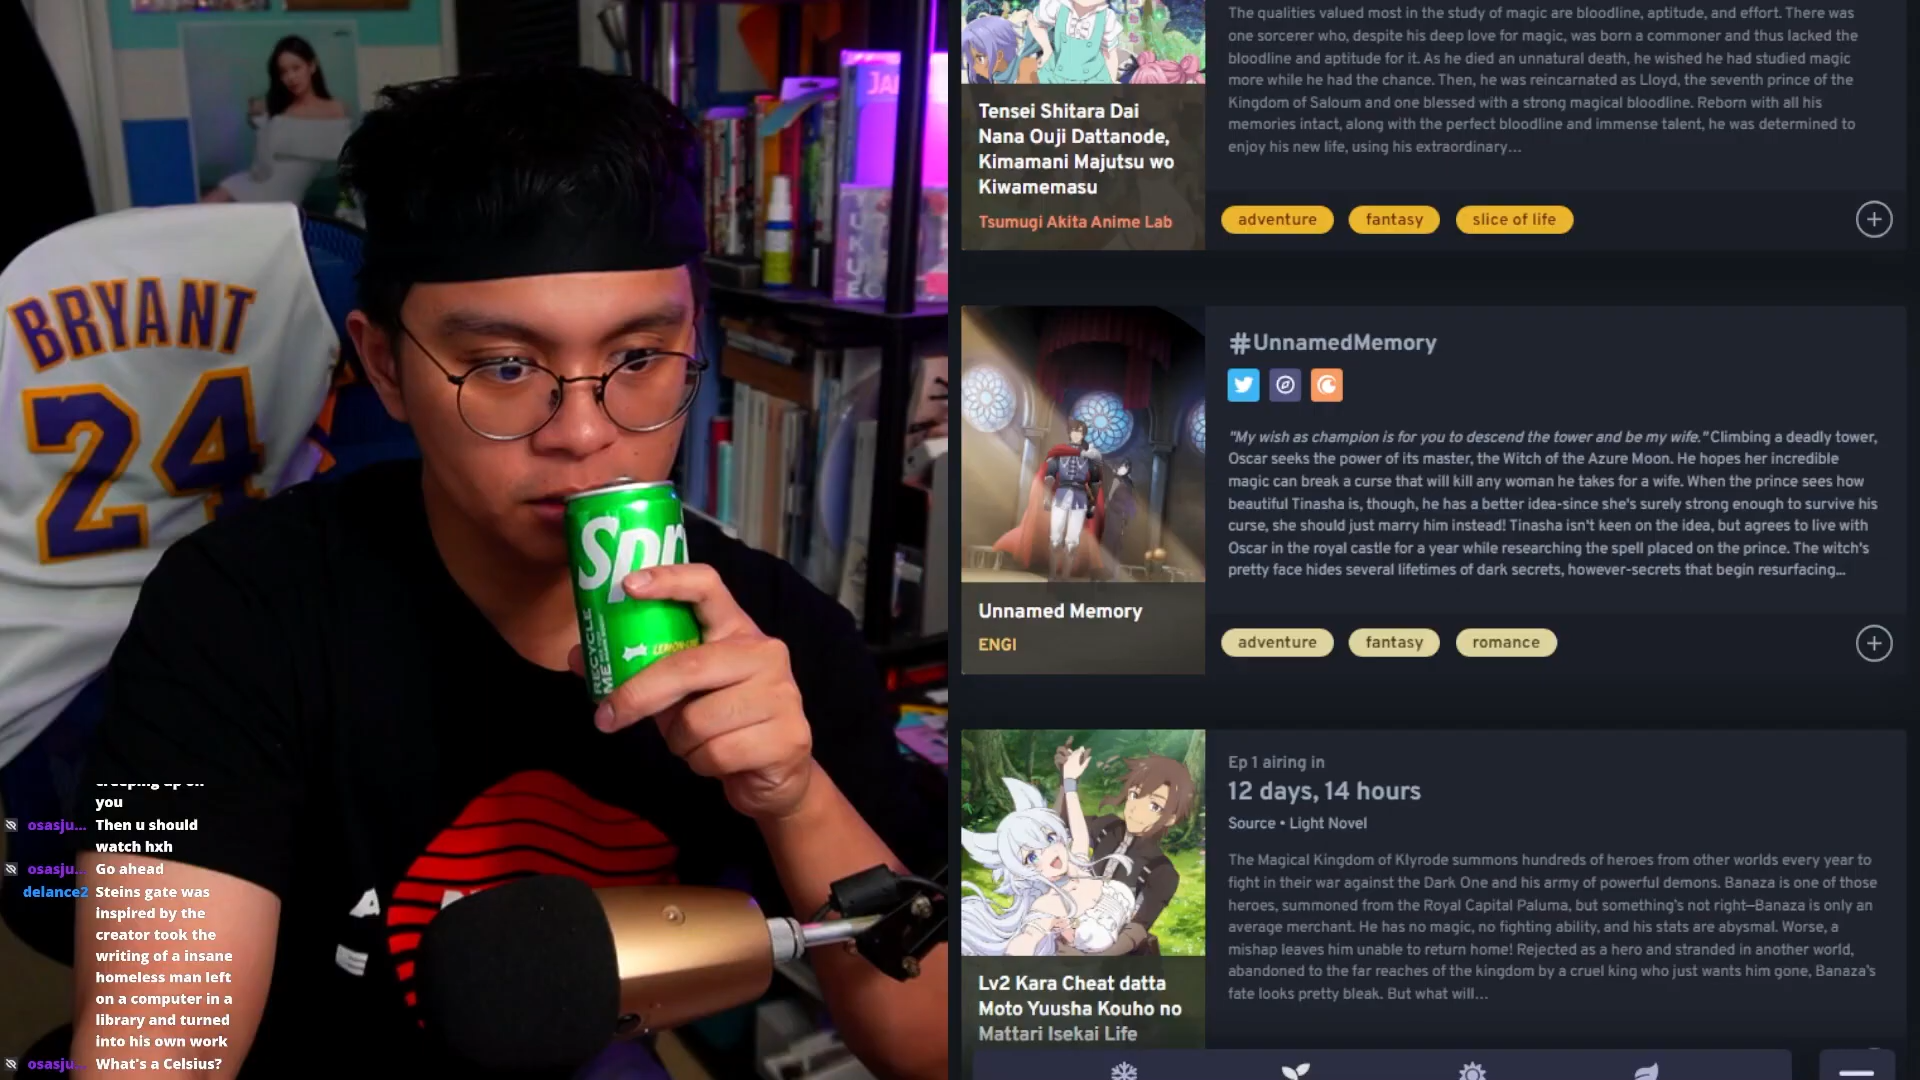 BRYANT
24
JA
Spr
RECYCLE
ME
LEMON-LIME
you
osasju... Then u should
watch hxh
osasju... Go ahead
delance2 Steins gate was
inspired by the
creator took the
writing of a insane
homeless man left
on a computer in a
library and turned
into his own work
osasju... What's a Celsius?
The qualities valued most in the study of magic are bloodline, aptitude, and effort. There was
one sorcerer who, despite his deep love for magic, was born a commoner and thus lacked the
bloodline and aptitude for it. As he died an unnatural death, he wished he had studied magic
more while he had the chance. Then, he was reincarnated as Lloyd, the seventh prince of the
Kingdom of Saloum and one blessed with a strong magical bloodline. Reborn with all his
memories intact, along with the perfect bloodline and immense talent, he was determined to
enjoy his new life, using his extraordinary...
Tensei Shitara Dai
Nana Ouji Dattanode,
Kimamani Majutsu wo
Kiwamemasu
Tsumugi Akita Anime Lab
adventure fantasy slice of life
#UnnamedMemory
"My wish as champion is for you to descend the tower and be my wife." Climbing a deadly tower,
Oscar seeks the power of its master, the Witch of the Azure Moon. He hopes her incredible
magic can break a curse that will kill any woman he takes for a wife. When the prince sees how
beautiful Tinasha is, though, he has a better idea-since she's surely strong enough to survive his
curse, she should just marry him instead! Tinasha isn't keen on the idea, but agrees to live with
Oscar in the royal castle for a year while researching the spell placed on the prince. The witch's
pretty face hides several lifetimes of dark secrets, however-secrets that begin resurfacing...
Unnamed Memory
ENGI
adventure fantasy romance
Ep 1 airing in
12 days, 14 hours
Source • Light Novel
The Magical Kingdom of Klyrode summons hundreds of heroes from other worlds every year to
fight in their war against the Dark One and his army of powerful demons. Banaza is one of those
heroes, summoned from the Royal Capital Paluma, but something's not right—Banaza is only an
average merchant. He has no magic, no fighting ability, and his stats are abysmal. Worse, a
mishap leaves him unable to return home! Rejected as a hero and stranded in another world,
abandoned to the far reaches of the kingdom by a cruel king who just wants him gone, Banaza's
fate looks pretty bleak. But what will...
Lv2 Kara Cheat datta
Moto Yuusha Kouho no
Mattari Isekai Life